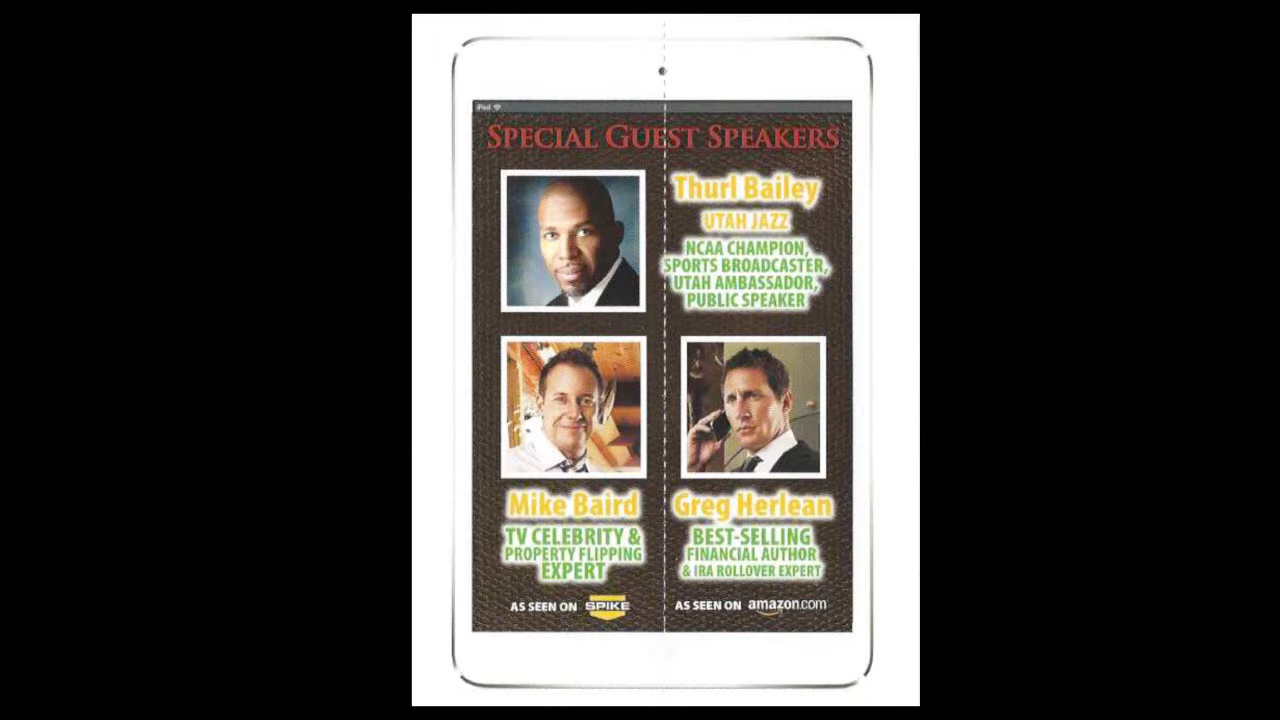 iPad
SPECIAL GUEST SPEAKERS
Thurl Bailey
UTAH JAZZ
NCAA CHAMPION,
SPORTS BROADCASTER,
UTAH AMBASSADOR,
PUBLIC SPEAKER
Mike Baird
TV CELEBRITY &
PROPERTY FLIPPING
EXPERT
AS SEEN ON SPIKE
Greg Herlean
BEST-SELLING
FINANCIAL AUTHOR
& IRA ROLLOVER EXPERT
AS SEEN ON amazon.com